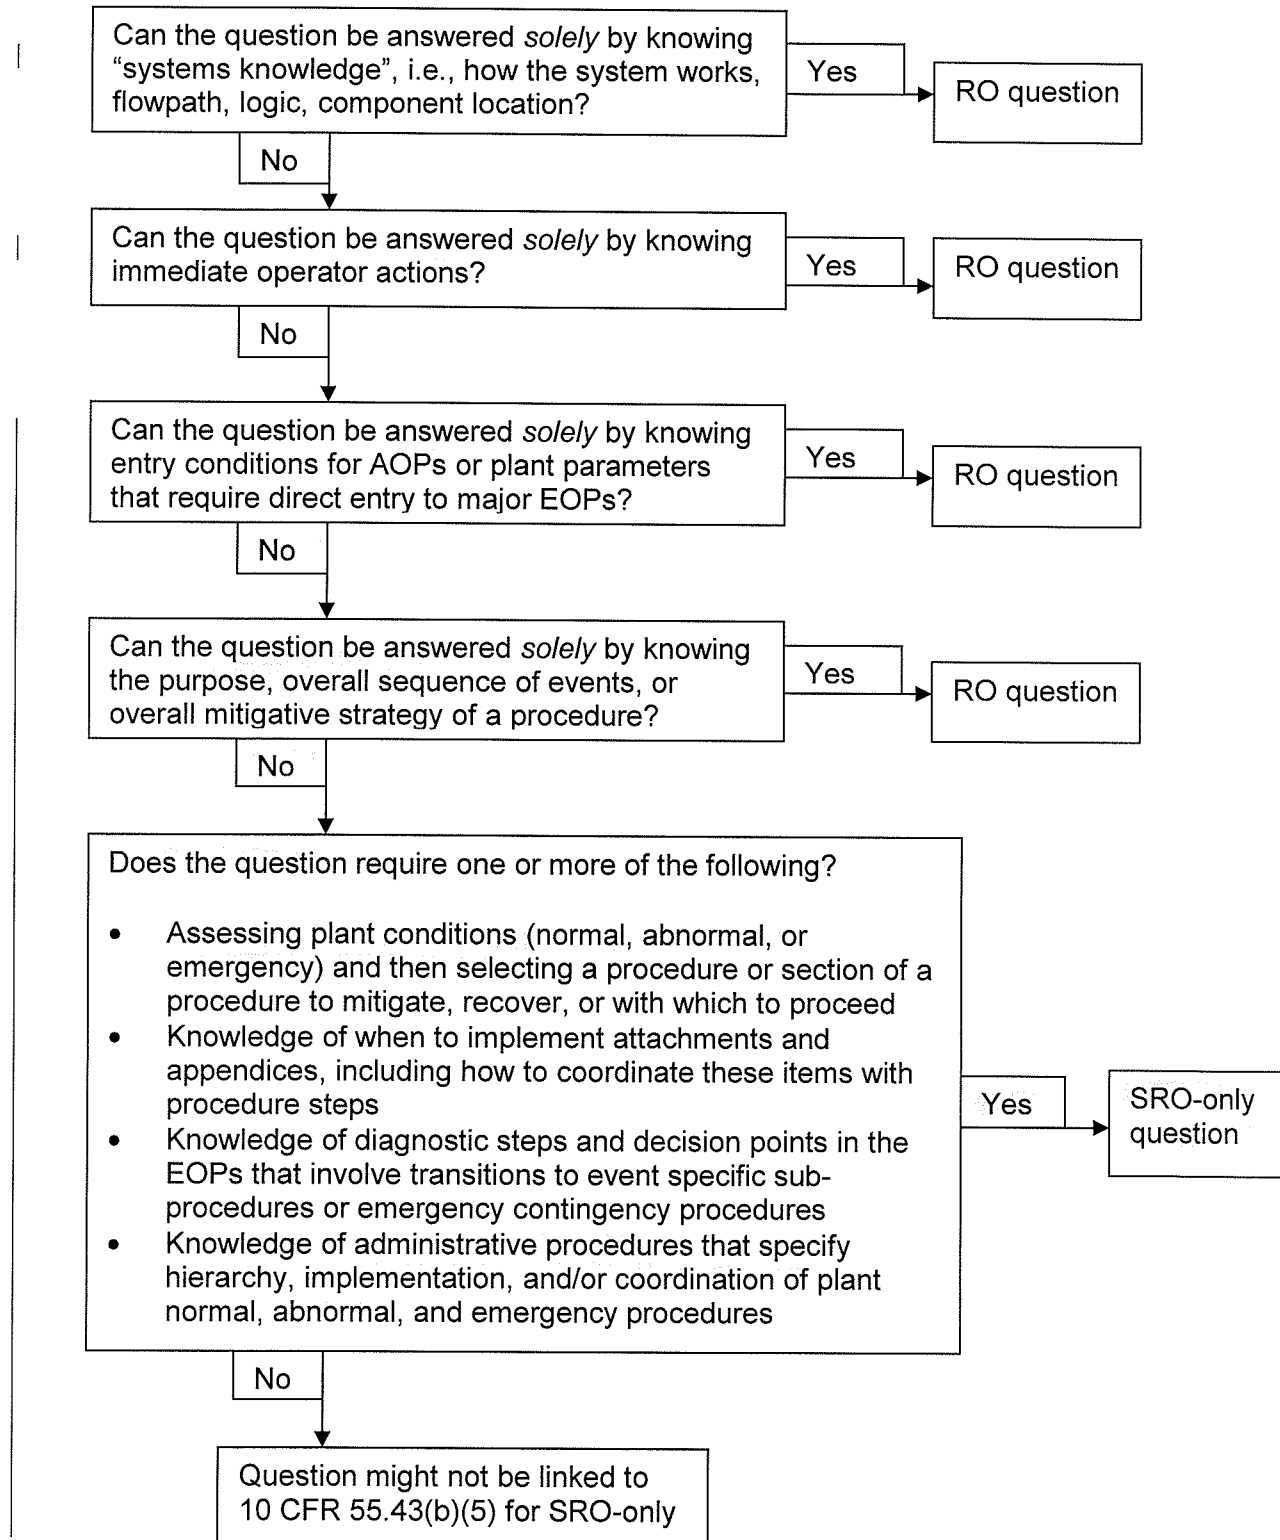 Can the question be answered solely by knowing
"systems knowledge", i.e., how the system works,
flowpath, logic, component location?
Yes
RO question
No
Can the question be answered solely by knowing
immediate operator actions?
Yes
RO question
No
Can the question be answered solely by knowing
entry conditions for AOPs or plant parameters
that require direct entry to major EOPs?
Yes
RO question
No
Can the question be answered solely by knowing
the purpose, overall sequence of events, or
overall mitigative strategy of a procedure?
Yes
RO question
No
Does the question require one or more of the following?
• Assessing plant conditions (normal, abnormal, or
emergency) and then selecting a procedure or section of a
procedure to mitigate, recover, or with which to proceed
• Knowledge of when to implement attachments and
appendices, including how to coordinate these items with
procedure steps
• Knowledge of diagnostic steps and decision points in the
EOPs that involve transitions to event specific sub-
procedures or emergency contingency procedures
• Knowledge of administrative procedures that specify
hierarchy, implementation, and/or coordination of plant
normal, abnormal, and emergency procedures
Yes
SRO-only
question
No
Question might not be linked to
10 CFR 55.43(b)(5) for SRO-only